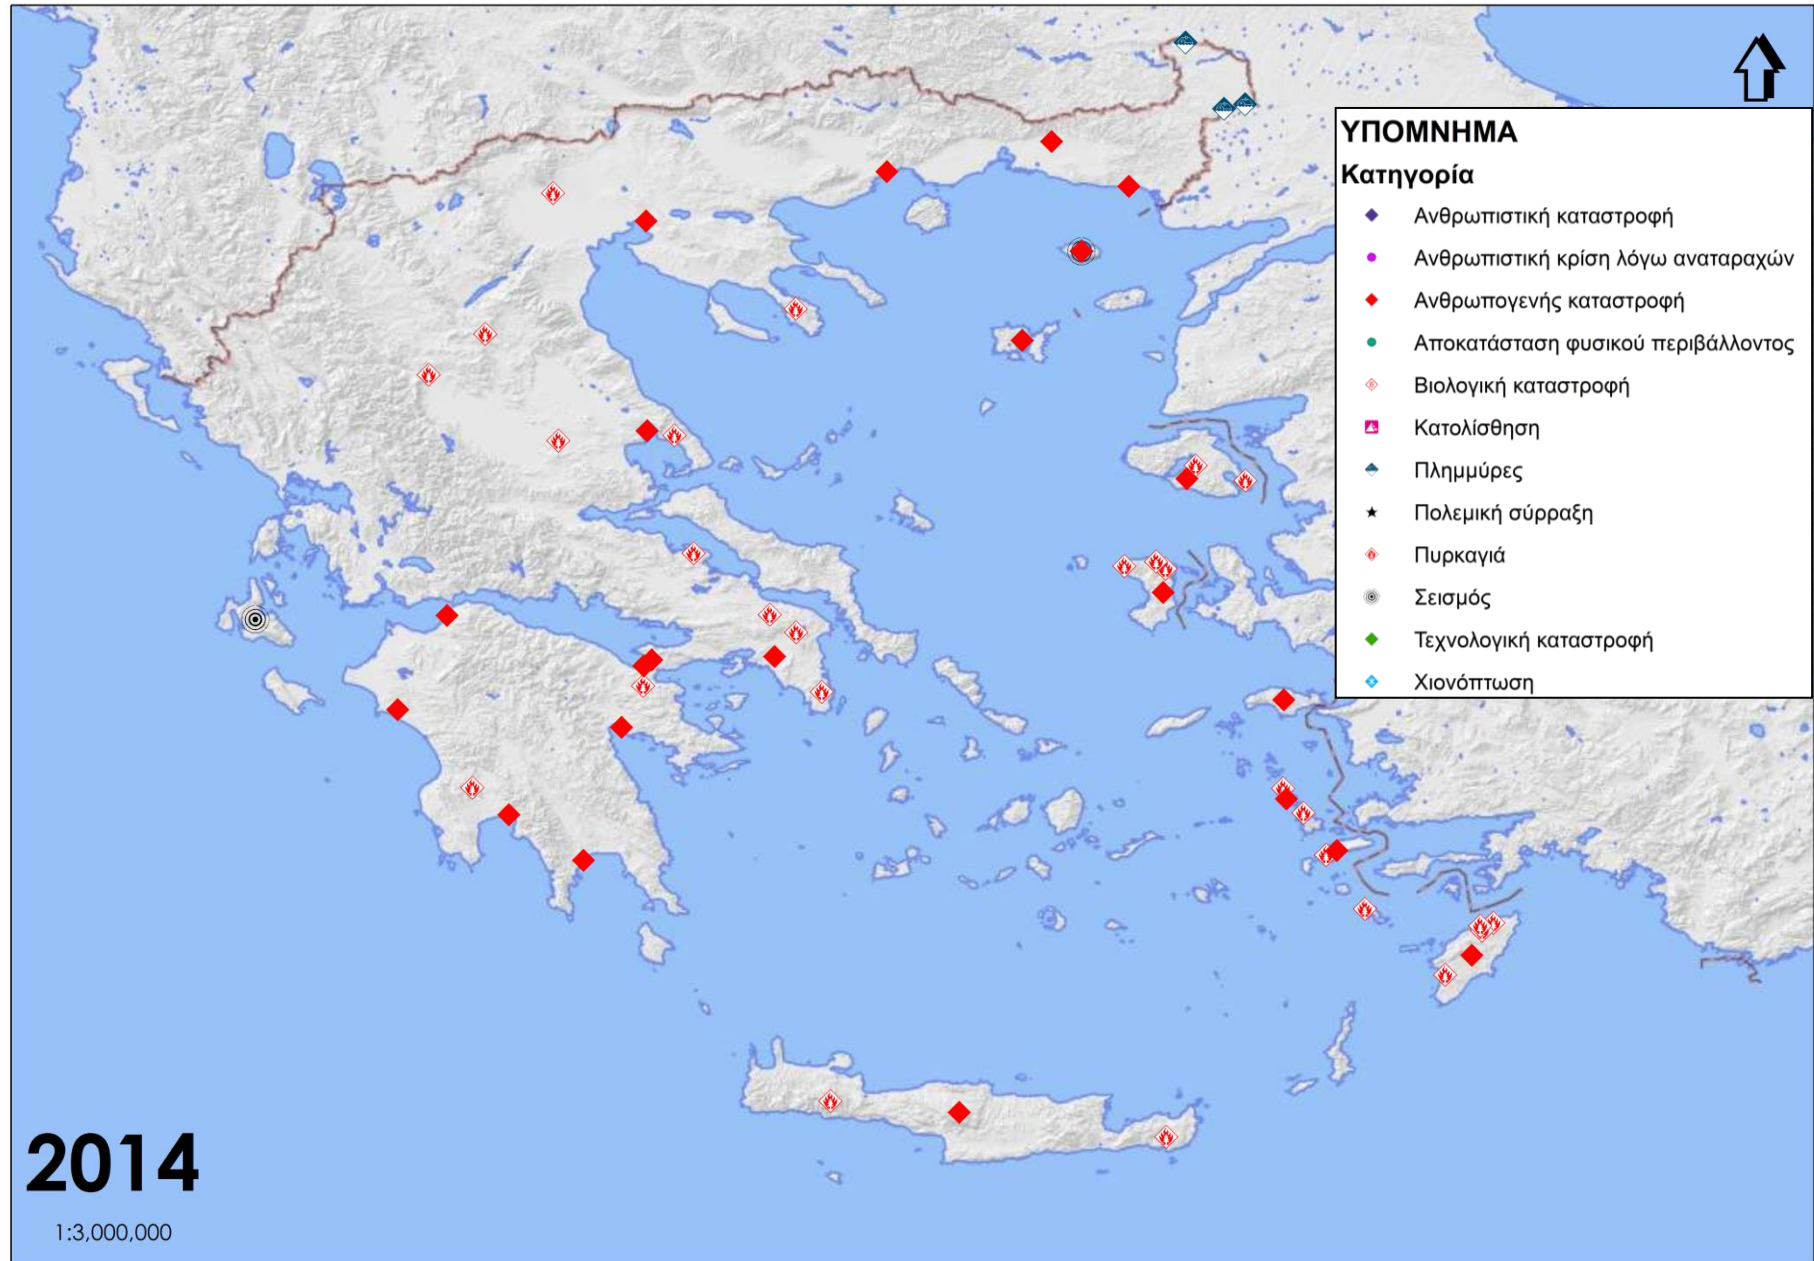 ΥΠΟΜΝΗΜΑ
Κατηγορία
Ανθρωπιστική καταστροφή
Ανθρωπιστική κρίση λόγω αναταραχών
Ανθρωπογενής καταστροφή
Αποκατάσταση φυσικού περιβάλλοντος
Βιολογική καταστροφή
Κατολίσθηση
Πλημμύρες
Πολεμική σύρραξη
Πυρκαγιά
Σεισμός
Τεχνολογική καταστροφή
Χιονόπτωση
2014
1:3,000,000